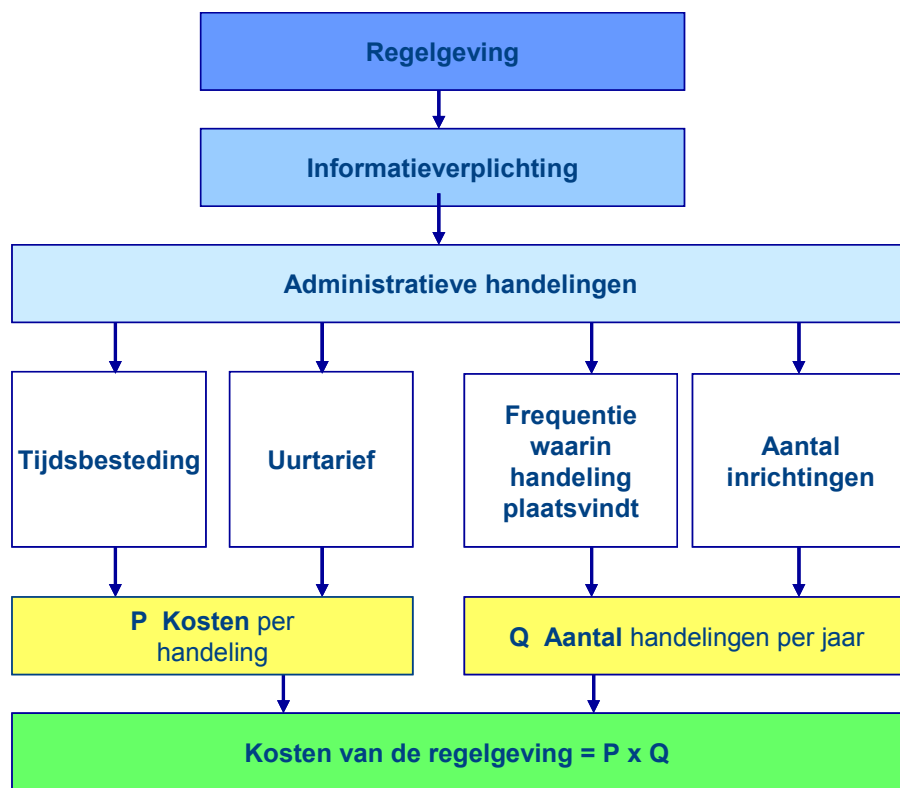 Regelgeving
Informatieverplichting
Administratieve handelingen
Tijdsbesteding
Uurtarief
Frequentie
waarin
handeling
plaatsvindt
Aantal
inrichtingen
P Kosten per
handeling
Q Aantal handelingen per jaar
Kosten van de regelgeving = P x Q